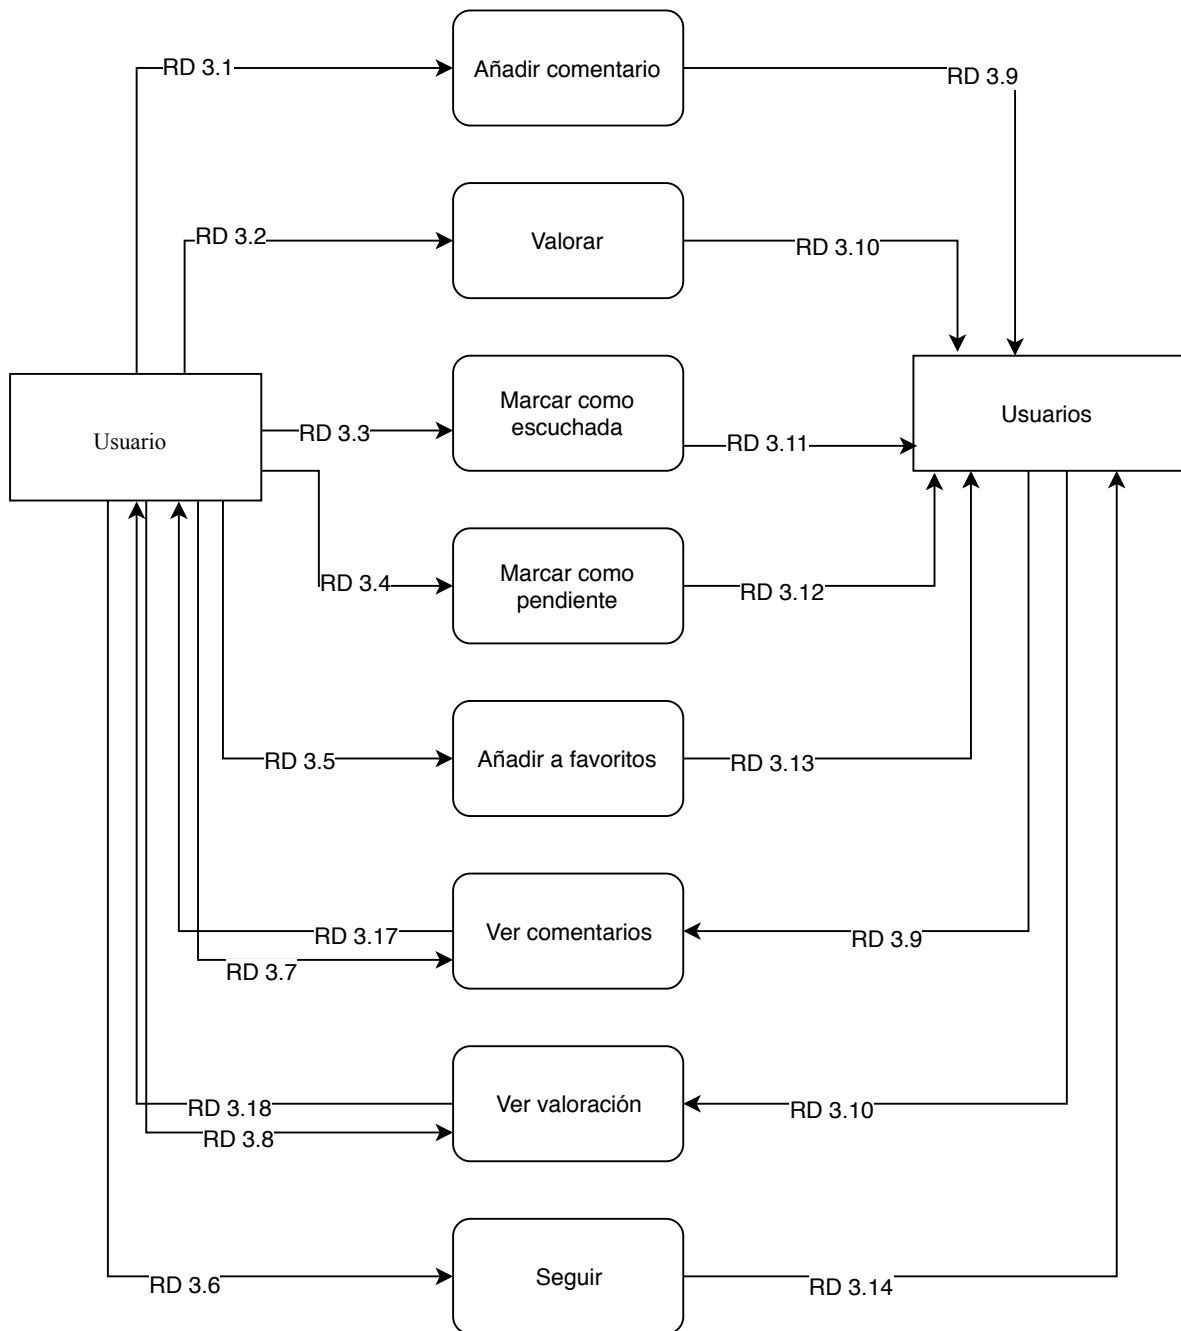 RD 3.1
Añadir comentario
RD 3.9
RD 3.2
Valorar
RD 3.10
Usuario
RD 3.3
Marcar como
escuchada
RD 3.11
Usuarios
RD 3.4
Marcar como
pendiente
RD 3.12
RD 3.5
Añadir a favoritos
RD 3.13
RD 3.17
RD 3.7
Ver comentarios
RD 3.9
RD 3.18
RD 3.8
Ver valoración
RD 3.10
RD 3.6
Seguir
RD 3.14